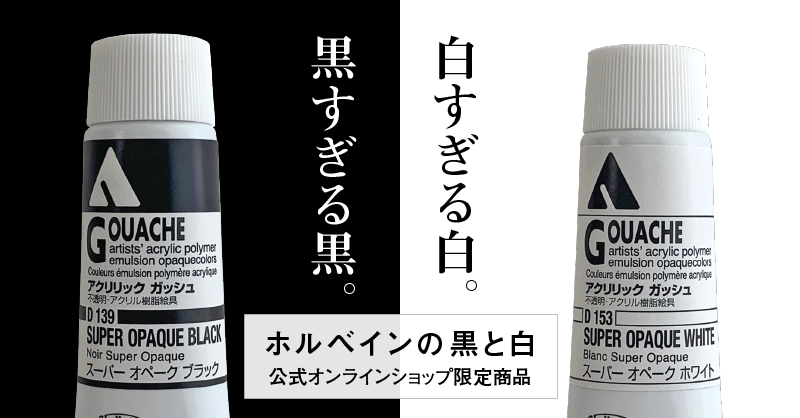 黒すぎる黒。
白すぎる白。
GOUACHE
artists' acrylic polymer
emulsion opaquecolors
Couleurs émulsion polymère acrylique
アクリリック ガッシュ
不透明・アクリル樹脂絵具
D 139
SUPER OPAQUE BLACK
Noir Super Opaque
スーパー オペーク ブラック
GOUACHE
artists' acrylic polymer
emulsion opaquecolors
Couleurs émulsion polymère acrylique
アクリリック ガッシュ
不透明・アクリル樹脂絵具
D 153
SUPER OPAQUE WHITE
Blanc Super Opaque
スーパー オペーク ホワイト
ホルベインの黒と白
公式オンラインショップ限定商品